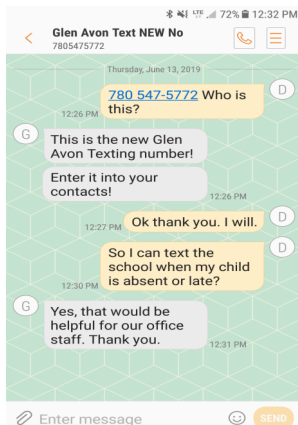 LTE 72% 12:32 PM
Glen Avon Text NEW No
7805475772
Thursday, June 13, 2019
780 547-5772 Who is
this?
12:26 PM
D
G
This is the new Glen
Avon Texting number!
Enter it into your
contacts!
12:26 PM
12:27 PM
Ok thank you. I will.
D
So I can text the
school when my child
is absent or late?
12:30 PM
D
G
Yes, that would be
helpful for our office
staff. Thank you.
12:31 PM
Enter message
SEND